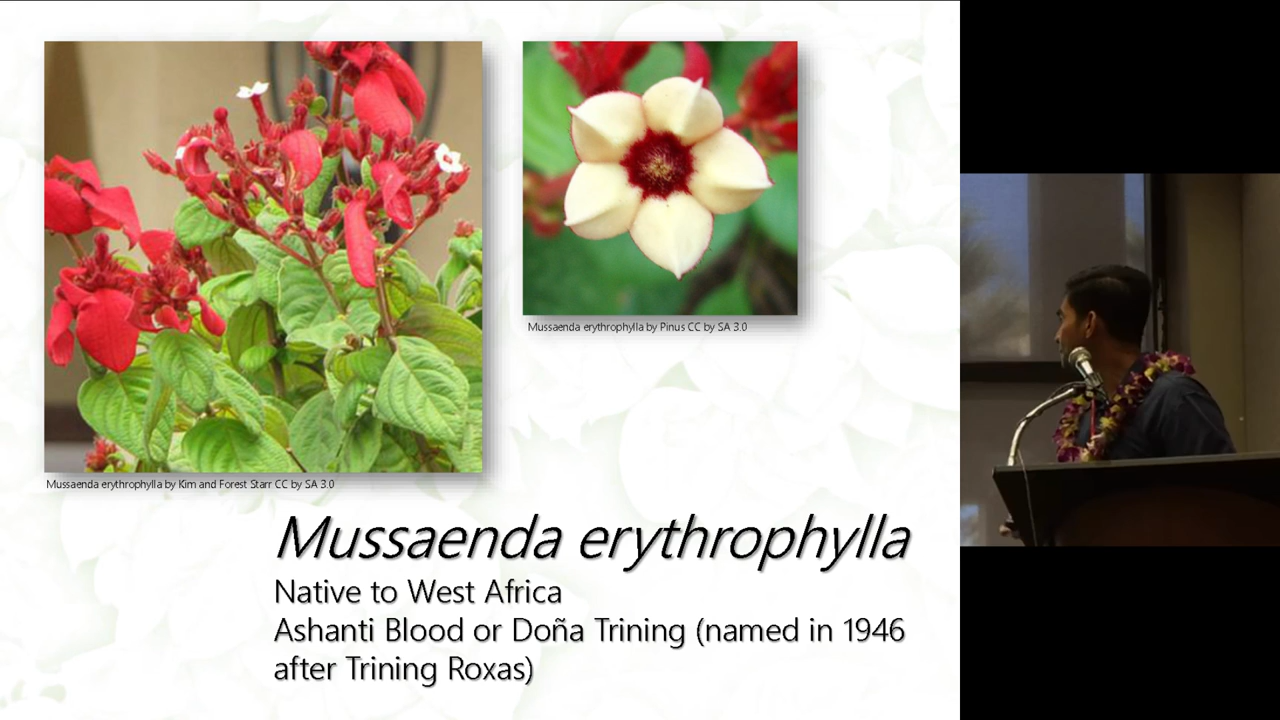 Mussaenda erythrophylla by Pinus CC by SA 3.0
Mussaenda erythrophylla by Kim and Forest Starr CC by SA 3.0
Mussaenda erythrophylla
Native to West Africa
Ashanti Blood or Doña Trining (named in 1946
after Trining Roxas)